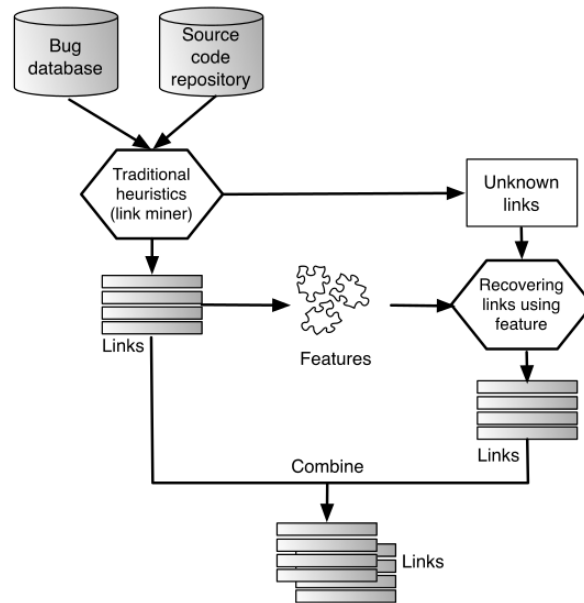 Bug
database
Source
code
repository
Traditional
heuristics
(link miner)
Unknown
links
Recovering
links using
feature
Links
Features
Links
Combine
Links